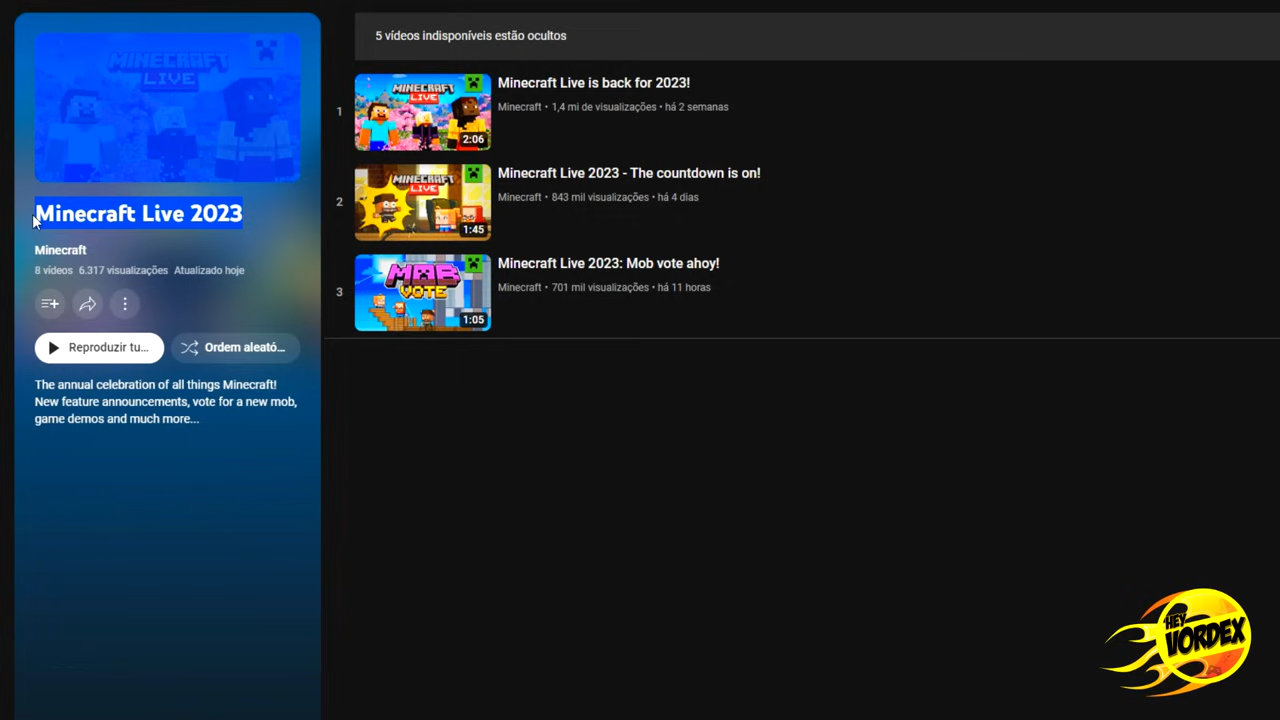 MINECRAFT
LIVE
Minecraft Live 2023
Minecraft
8 vídeos 6.317 visualizações Atualizado hoje
Reproduzir tu...
Ordem aleató...
The annual celebration of all things Minecraft!
New feature announcements, vote for a new mob,
game demos and much more...
5 vídeos indisponíveis estão ocultos
1
MINECRAFT
LIVE
2:06
Minecraft Live is back for 2023!
Minecraft • 1,4 mi de visualizações • há 2 semanas
2
MINECRAFT
LIVE
1:45
Minecraft Live 2023 - The countdown is on!
Minecraft • 843 mil visualizações • há 4 dias
3
MOB
VOTE
1:05
Minecraft Live 2023: Mob vote ahoy!
Minecraft • 701 mil visualizações • há 11 horas
HEY
VORDEX